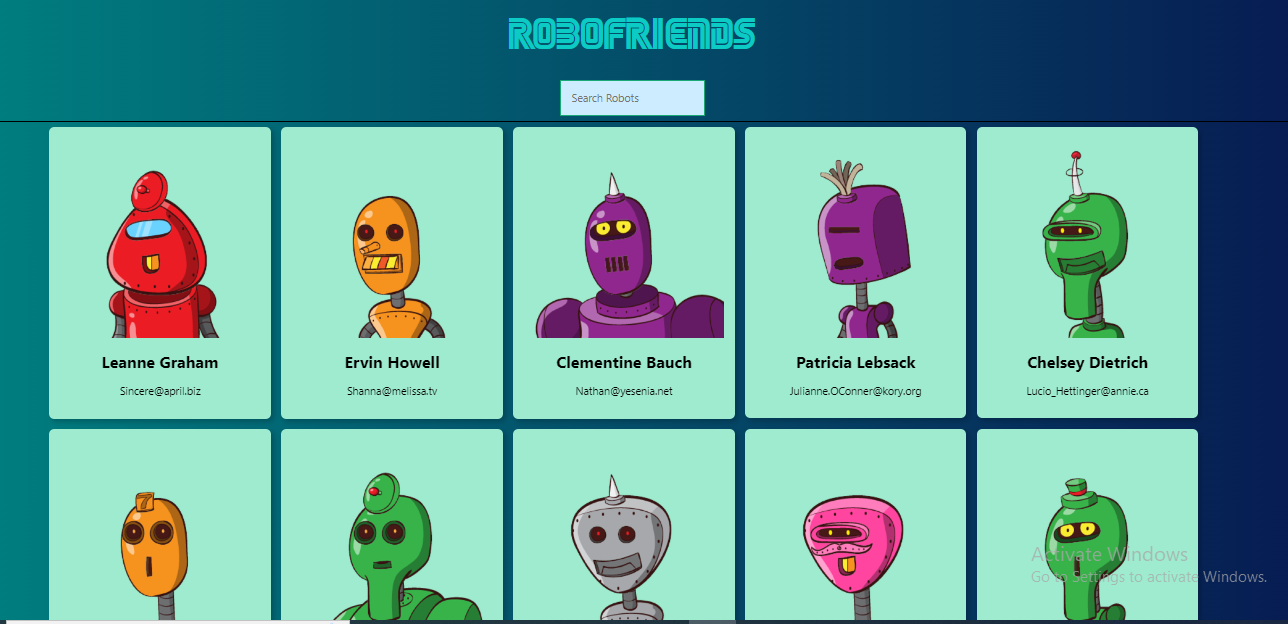 ROBOFRIENDS
Search Robots
Leanne Graham
Sincere@april.biz
Ervin Howell
Shanna@melissa.tv
Clementine Bauch
Nathan@yesenia.net
Patricia Lebsack
Julianne.OConner@kory.org
Chelsey Dietrich
Lucio_Hettinger@annie.ca
7
Activate Windows
Go to Settings to activate Windows.